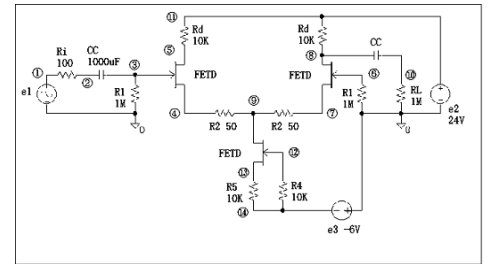 ⑪
Rd
10K
Rd
10K
⑤
⑧
CC
Ri
100
CC
1000uF
①
②
③
FETD
FETD
⑥
⑩
e1
R1
1M
R1
1M
RL
1M
e2
24V
0
0
④
⑨
⑦
R2 50
R2 50
FETD
⑫
⑬
R5
10K
R4
10K
⑭
e3 -6V